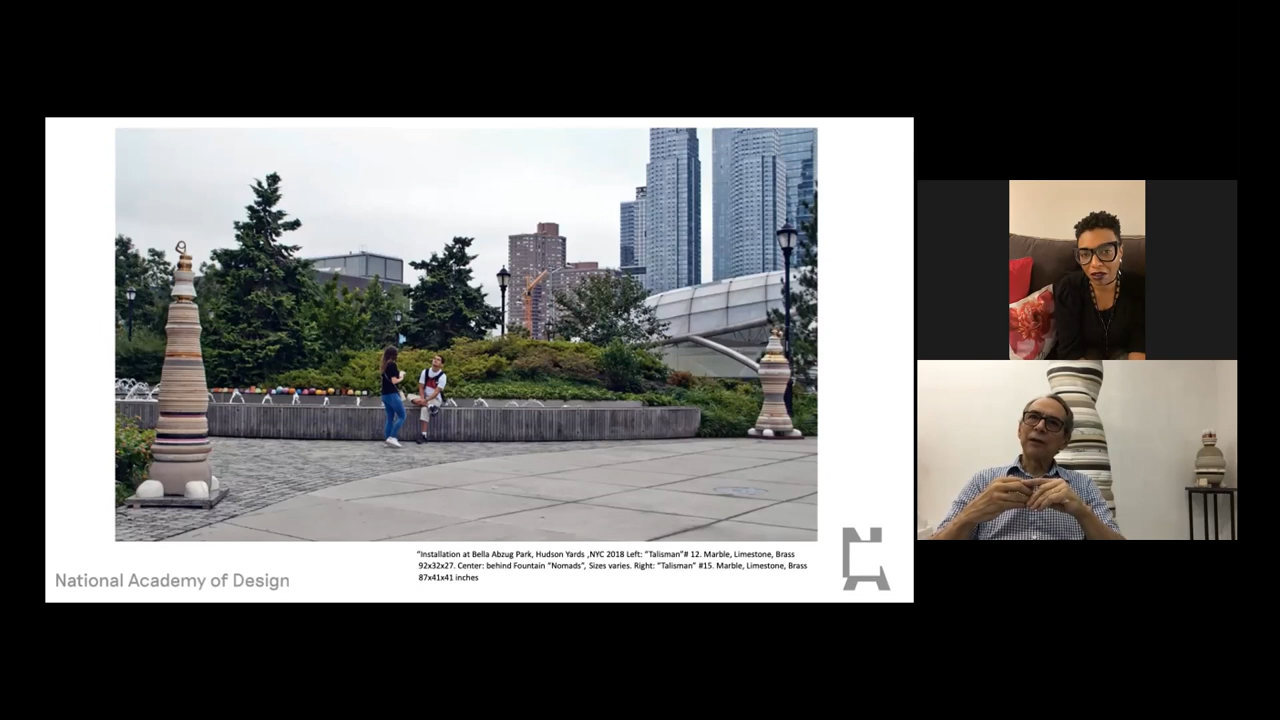 "Installation at Bella Abzug Park, Hudson Yards ,NYC 2018 Left: "Talisman"# 12. Marble, Limestone, Brass
92x32x27. Center: behind Fountain "Nomads", Sizes varies. Right: "Talisman" #15. Marble, Limestone, Brass
87x41x41 inches
National Academy of Design